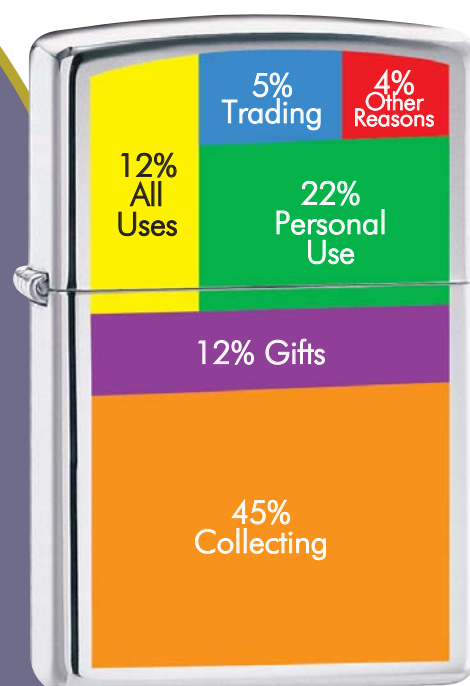 5%
Trading
4%
Other
Reasons
12%
All
Uses
22%
Personal
Use
12% Gifts
45%
Collecting